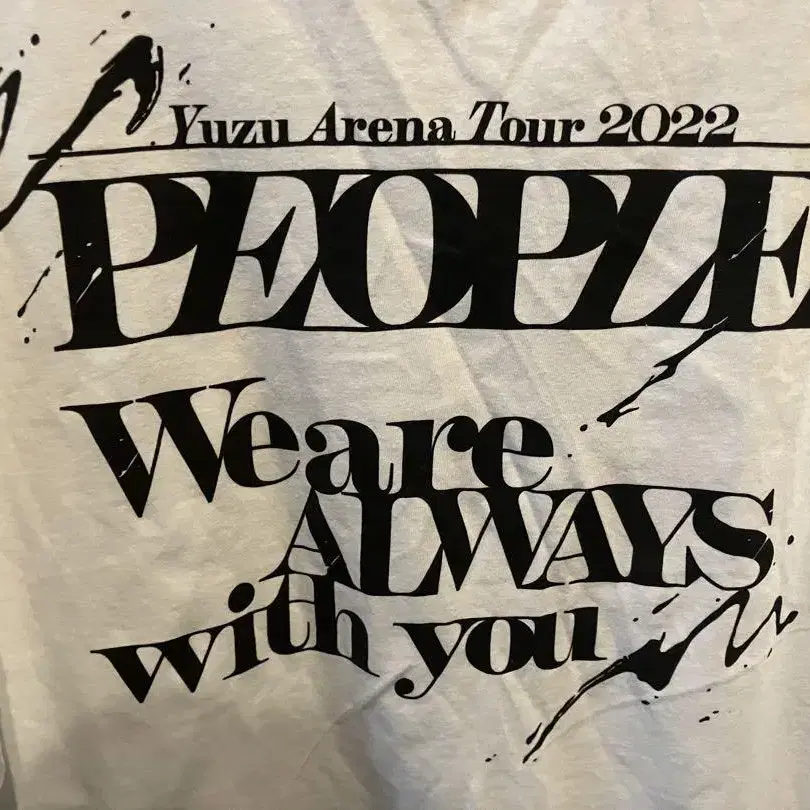 Yuzu Arena Tour 2022
PEOPLE
We are
ALWAYS
with you